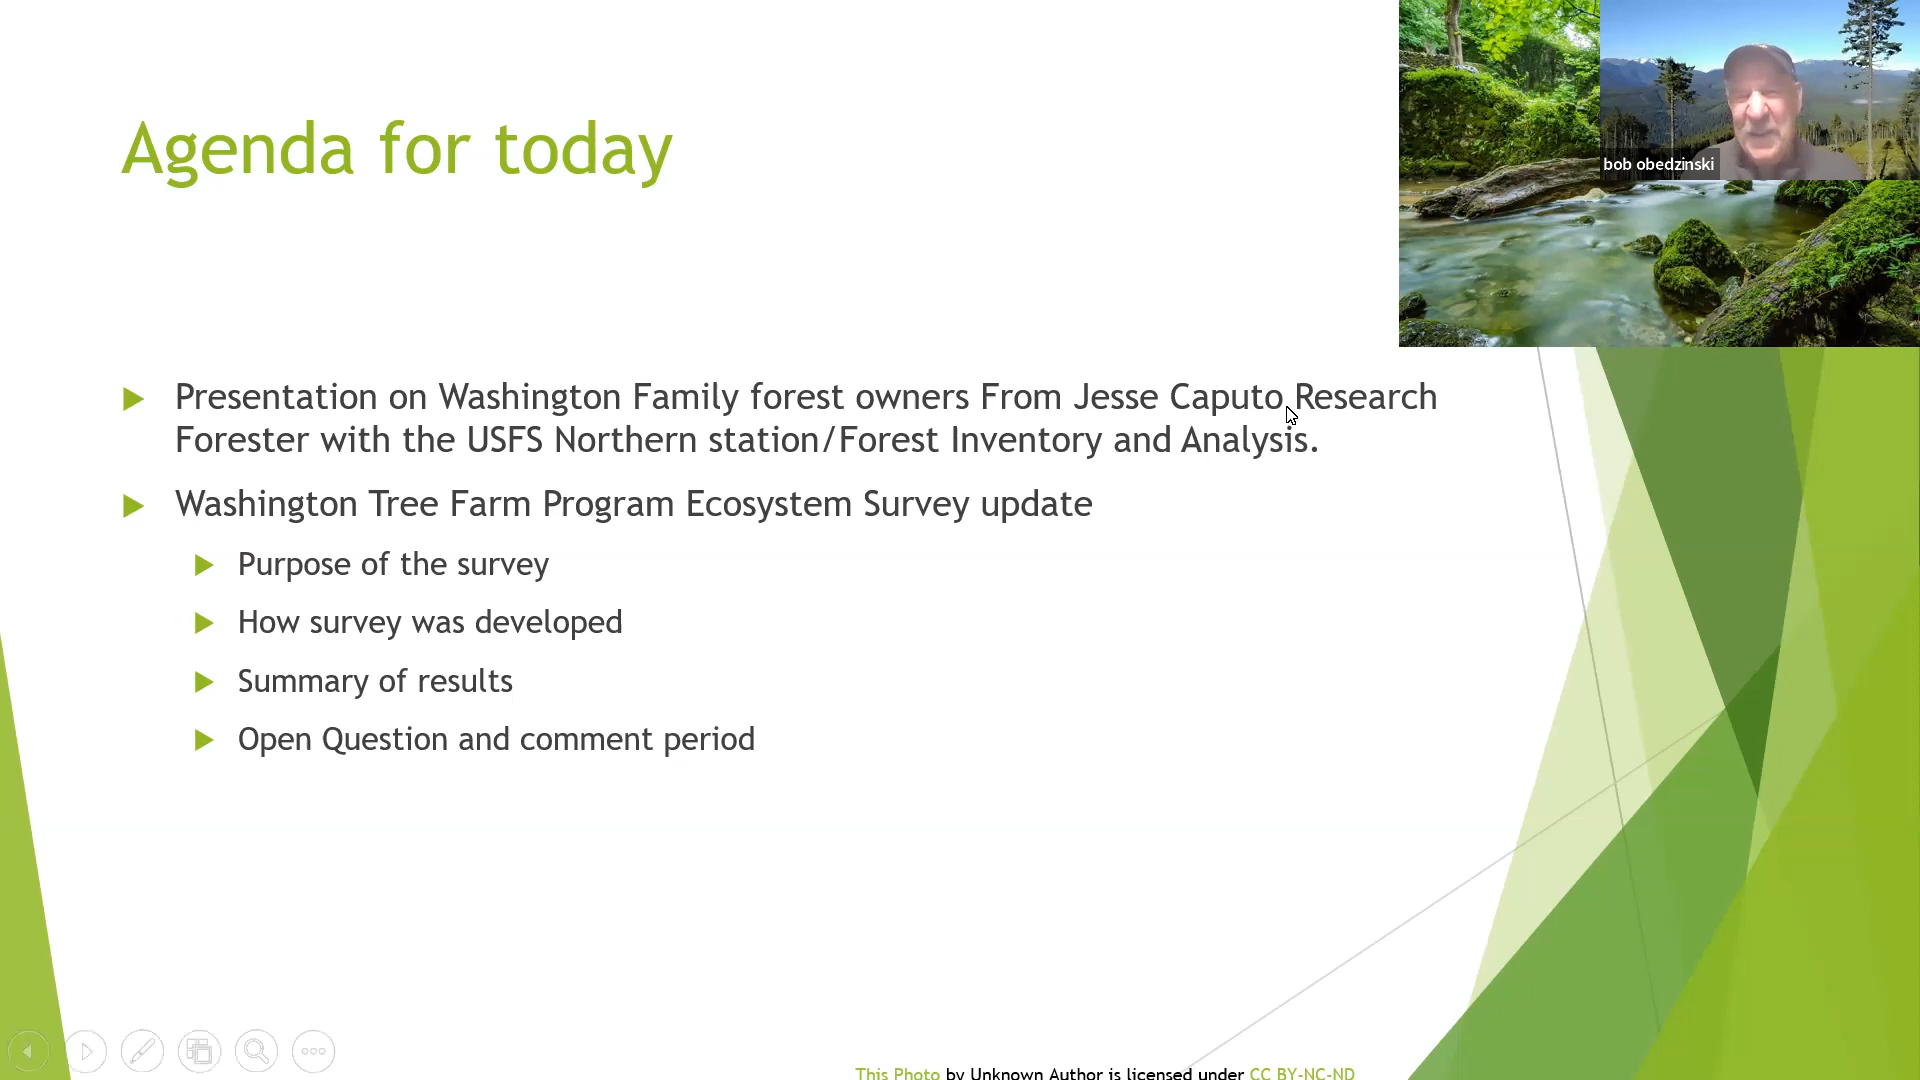 Agenda for today
bob obedzinski
Presentation on Washington Family forest owners From Jesse Caputo Research
Forester with the USFS Northern station/Forest Inventory and Analysis.
Washington Tree Farm Program Ecosystem Survey update
Purpose of the survey
How survey was developed
Summary of results
Open Question and comment period
This Photo by Unknown Author is licensed under CC BY-NC-ND